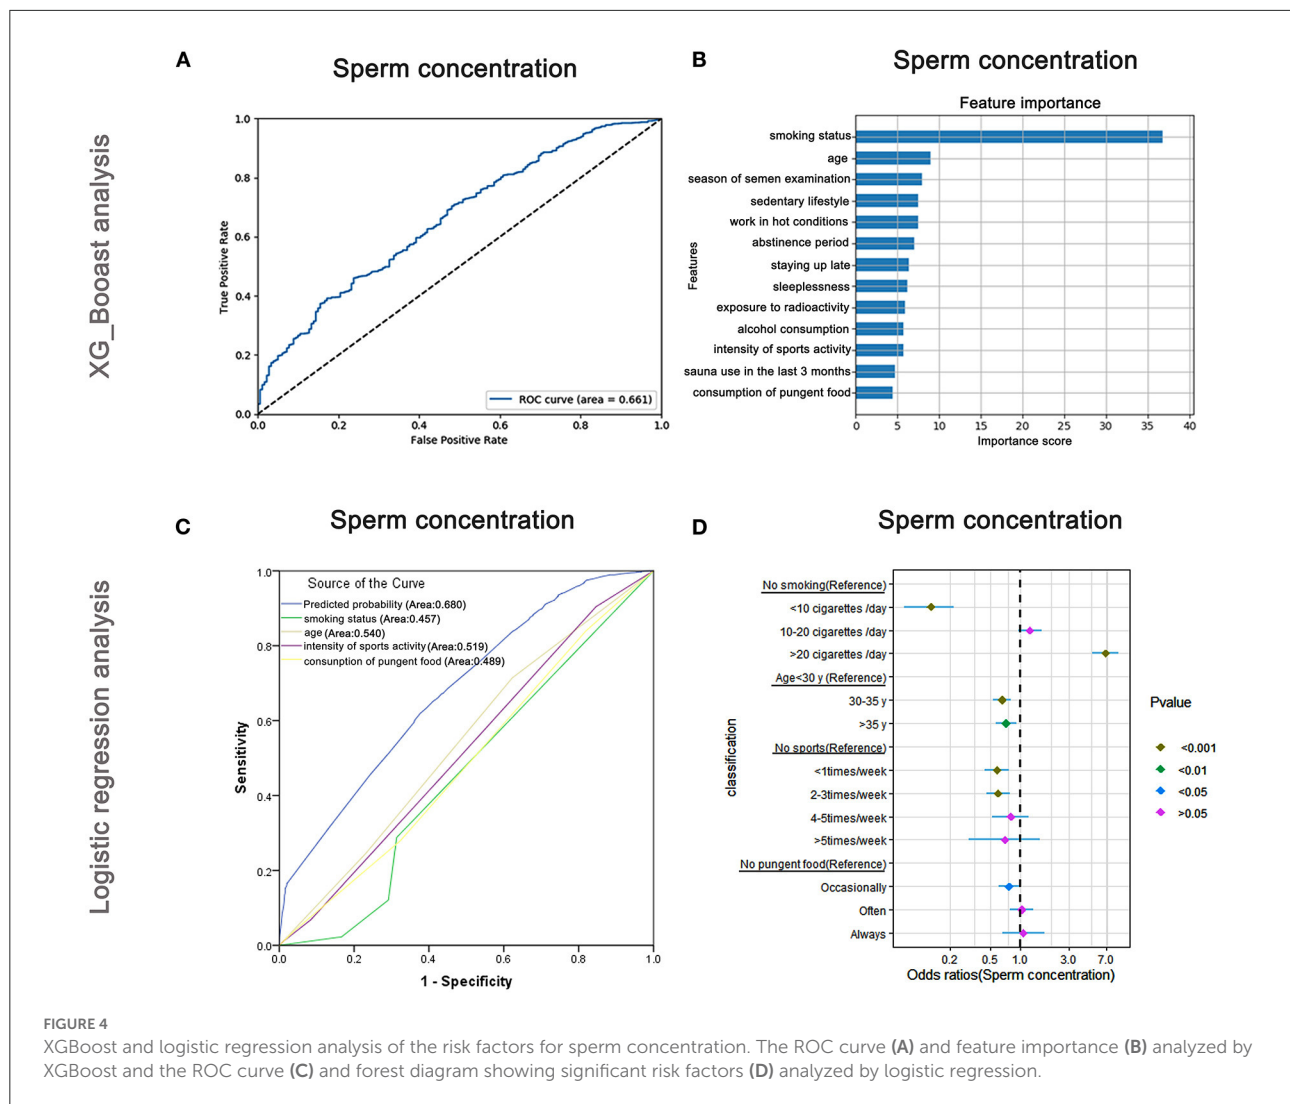 A
Sperm concentration
XG_Booast analysis
1.0
0.8
0.6
0.4
0.2
0.0
True Positive Rate
ROC curve (area = 0.661)
0.0 0.2 0.4 0.6 0.8 1.0
False Positive Rate
B
Sperm concentration
Feature importance
Features
smoking status
age
season of semen examination
sedentary lifestyle
work in hot conditions
abstinence period
staying up late
sleeplessness
exposure to radioactivity
alcohol consumption
intensity of sports activity
sauna use in the last 3 months
consumption of pungent food
0 5 10 15 20 25 30 35 40
Importance score
Logistic regression analysis
C
Sperm concentration
Source of the Curve
Predicted probability (Area:0.680)
smoking status (Area:0.457)
age (Area:0.540)
intensity of sports activity (Area:0.519)
consumption of pungent food (Area:0.489)
1.0
0.8
0.6
0.4
0.2
0.0
Sensitivity
0.0 0.2 0.4 0.6 0.8 1.0
1 - Specificity
D
Sperm concentration
classification
No smoking(Reference)
<10 cigarettes /day
10-20 cigarettes /day
>20 cigarettes /day
Age<30 y (Reference)
30-35 y
>35 y
No sports(Reference)
<1times/week
2-3times/week
4-5times/week
>5times/week
No pungent food(Reference)
Occasionally
Often
Always
0.2 0.5 1.0 3.0 7.0
Odds ratios(Sperm concentration)
Pvalue
<0.001
<0.01
<0.05
>0.05
FIGURE 4
XGBoost and logistic regression analysis of the risk factors for sperm concentration. The ROC curve (A) and feature importance (B) analyzed by
XGBoost and the ROC curve (C) and forest diagram showing significant risk factors (D) analyzed by logistic regression.